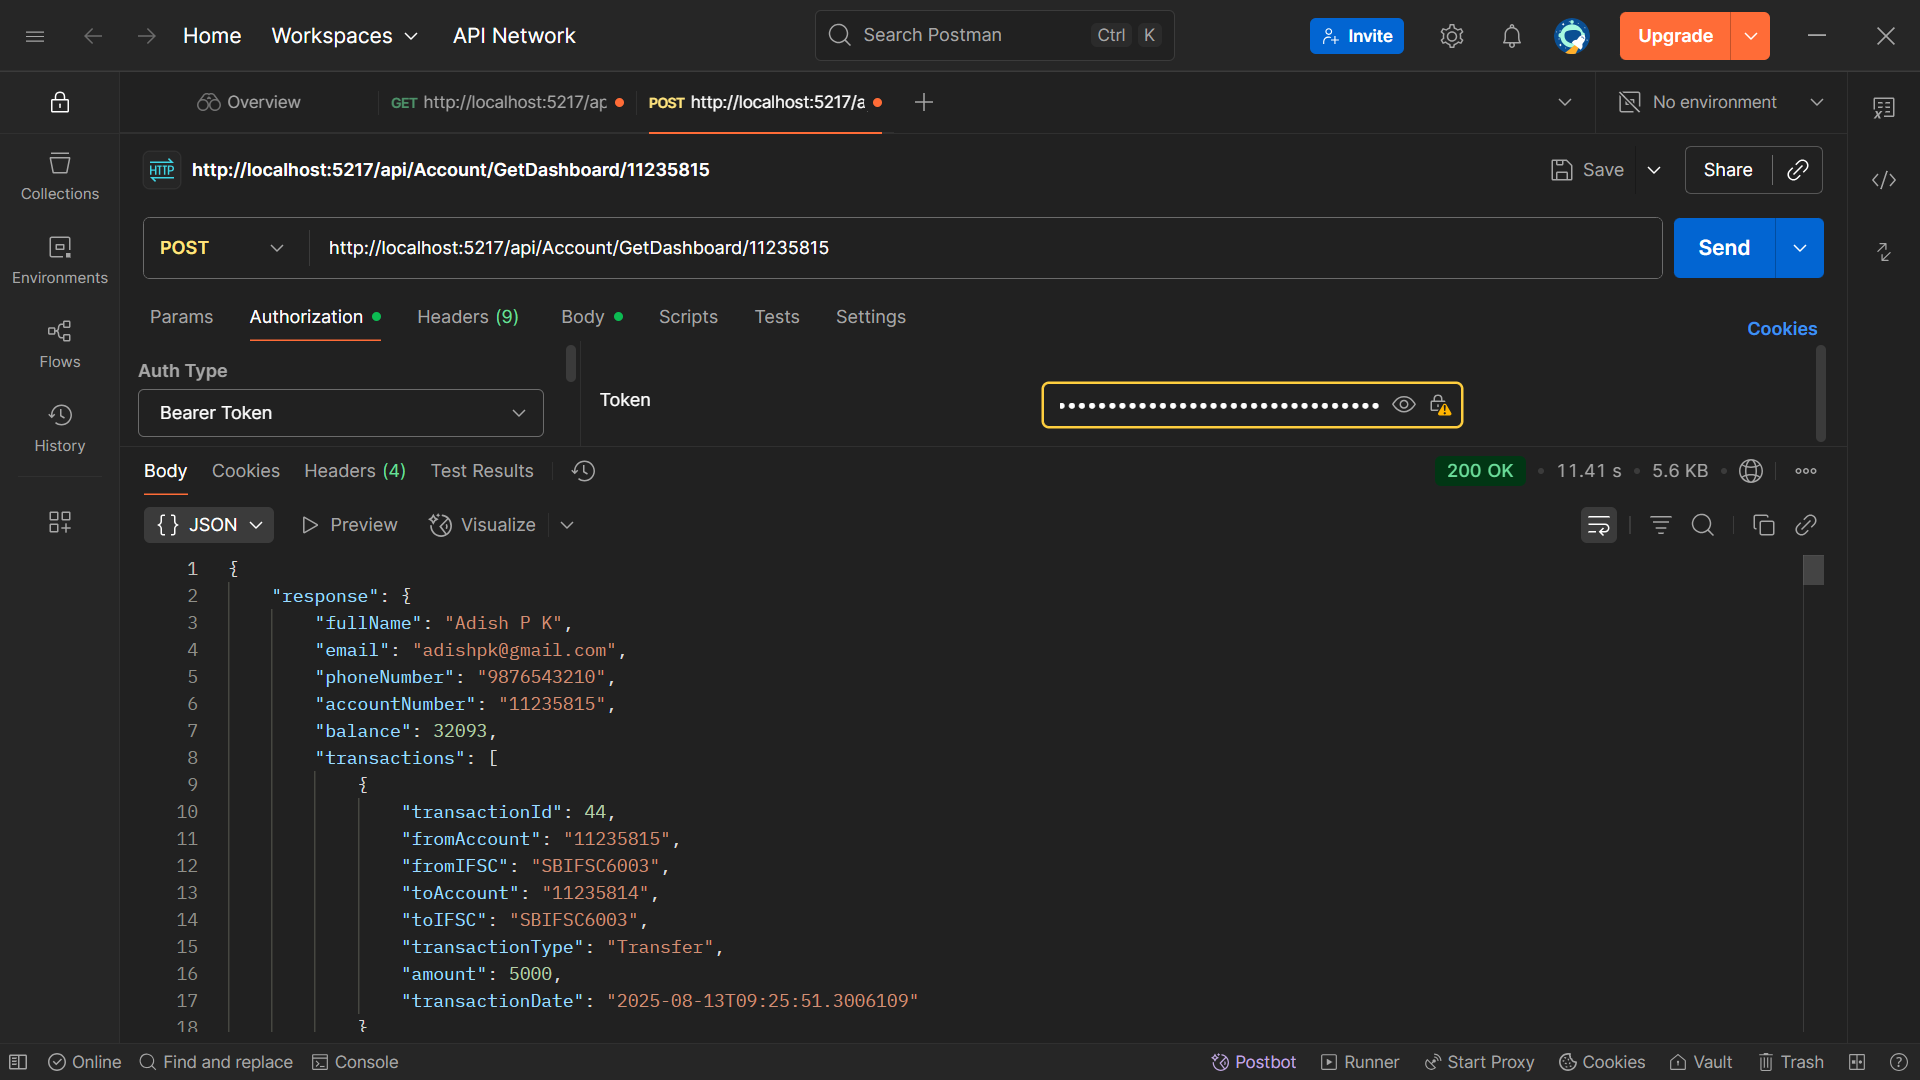 Home Workspaces API Network Search Postman Ctrl K Invite Upgrade
Overview GET http://localhost:5217/ap POST http://localhost:5217/a No environment
HTTP http://localhost:5217/api/Account/GetDashboard/11235815 Save Share
Collections
Environments
Flows
History
POST http://localhost:5217/api/Account/GetDashboard/11235815 Send
Params Authorization Headers (9) Body Scripts Tests Settings Cookies
Auth Type
Bearer Token
Token
Body Cookies Headers (4) Test Results 200 OK • 11.41 s • 5.6 KB
{} JSON Preview Visualize
1 {
2 "response": {
3 "fullName": "Adish P K",
4 "email": "adishpk@gmail.com",
5 "phoneNumber": "9876543210",
6 "accountNumber": "11235815",
7 "balance": 32093,
8 "transactions": [
9 {
10 "transactionId": 44,
11 "fromAccount": "11235815",
12 "fromIFSC": "SBIFSC6003",
13 "toAccount": "11235814",
14 "toIFSC": "SBIFSC6003",
15 "transactionType": "Transfer",
16 "amount": 5000,
17 "transactionDate": "2025-08-13T09:25:51.3006109"
18 }
Online Find and replace Console Postbot Runner Start Proxy Cookies Vault Trash